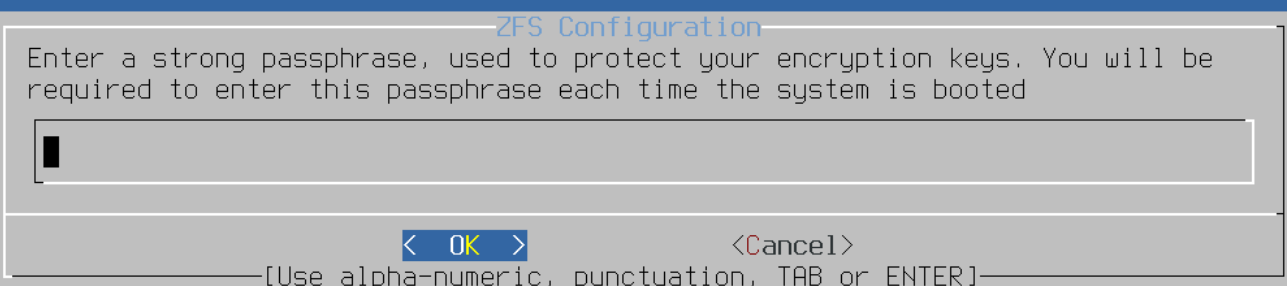 ZFS Configuration
Enter a strong passphrase, used to protect your encryption keys. You will be
required to enter this passphrase each time the system is booted
< OK > <Cancel>
[Use alpha-numeric, punctuation, TAB or ENTER]